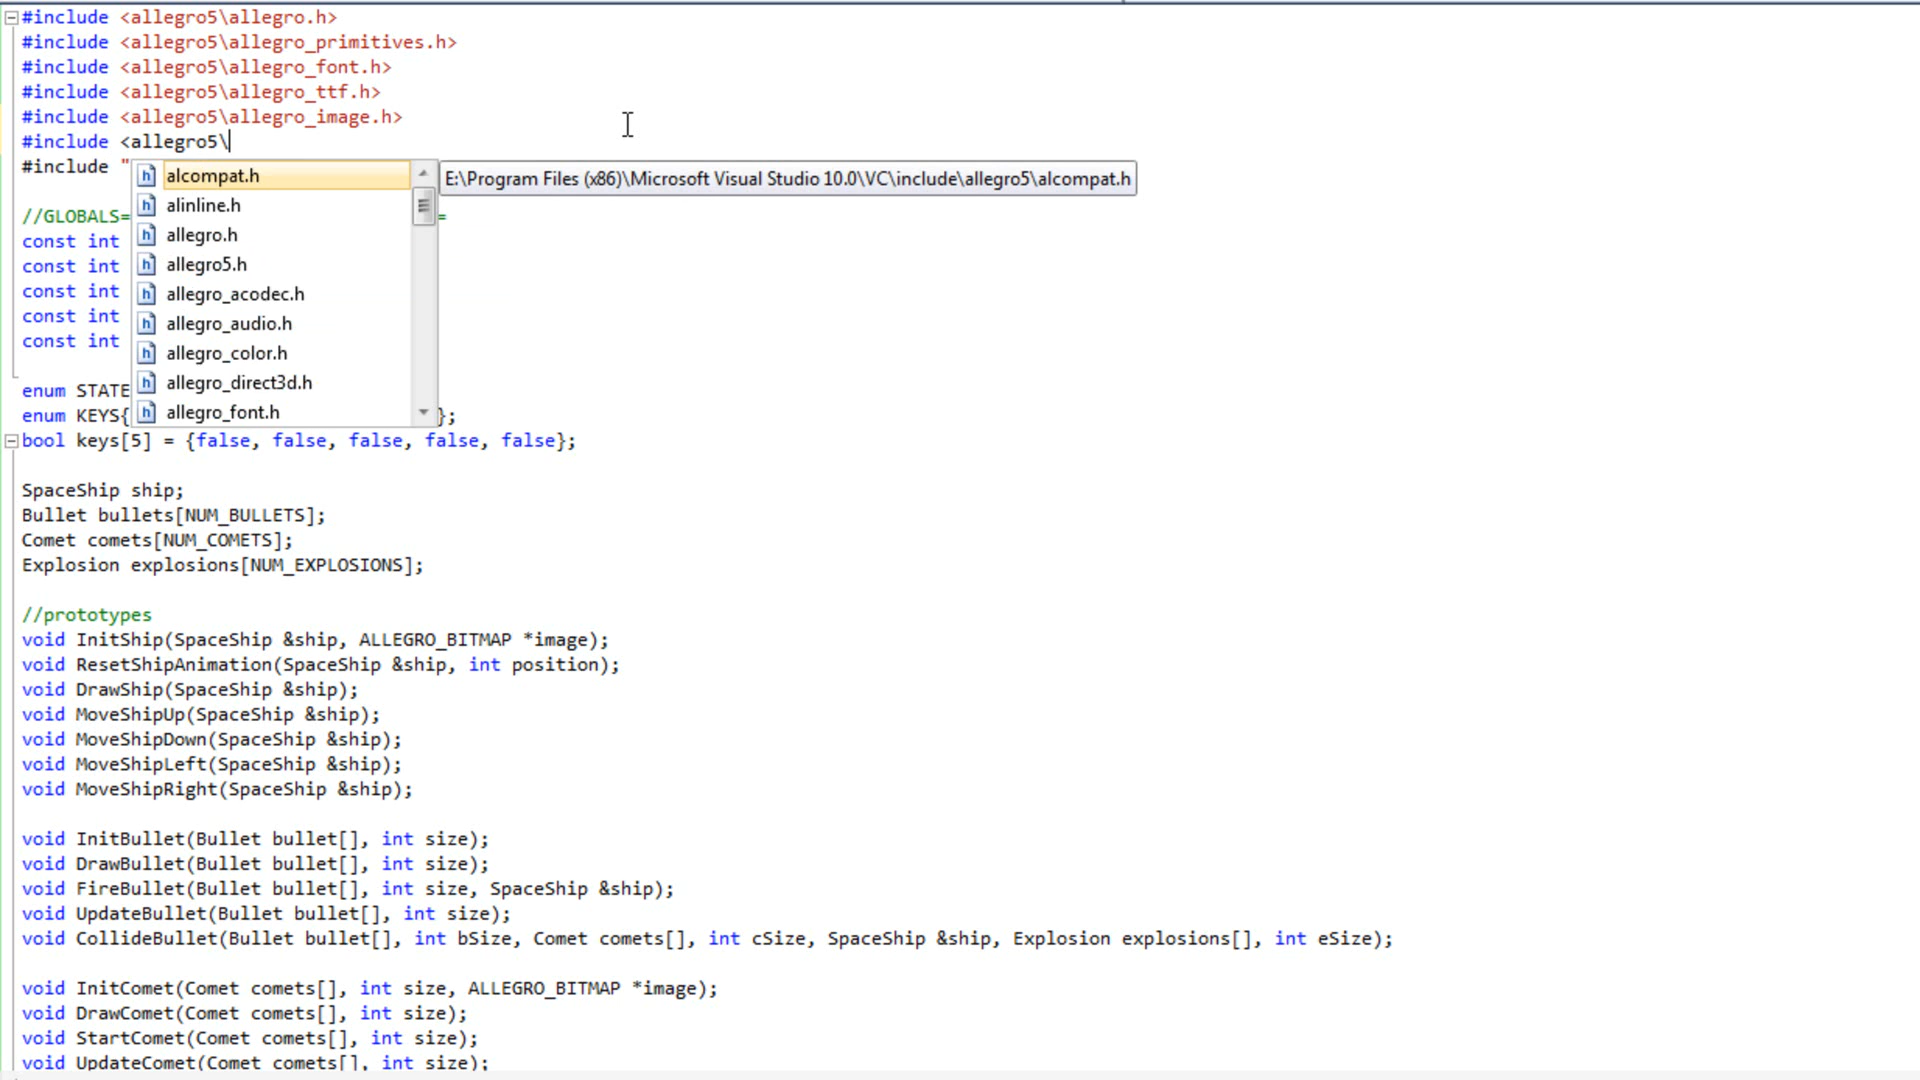 #include <allegro5\allegro.h>
#include <allegro5\allegro_primitives.h>
#include <allegro5\allegro_font.h>
#include <allegro5\allegro_ttf.h>
#include <allegro5\allegro_image.h>
#include <allegro5\
#include "
alcompat.h
E:\Program Files (x86)\Microsoft Visual Studio 10.0\VC\include\allegro5\alcompat.h
alinline.h
allegro.h
allegro5.h
allegro_acodec.h
allegro_audio.h
allegro_color.h
allegro_direct3d.h
allegro_font.h
//GLOBALS= =
const int
const int
const int
const int
const int
enum STATE
enum KEYS{ };
bool keys[5] = {false, false, false, false, false};
SpaceShip ship;
Bullet bullets[NUM_BULLETS];
Comet comets[NUM_COMETS];
Explosion explosions[NUM_EXPLOSIONS];
//prototypes
void InitShip(SpaceShip &ship, ALLEGRO_BITMAP *image);
void ResetShipAnimation(SpaceShip &ship, int position);
void DrawShip(SpaceShip &ship);
void MoveShipUp(SpaceShip &ship);
void MoveShipDown(SpaceShip &ship);
void MoveShipLeft(SpaceShip &ship);
void MoveShipRight(SpaceShip &ship);
void InitBullet(Bullet bullet[], int size);
void DrawBullet(Bullet bullet[], int size);
void FireBullet(Bullet bullet[], int size, SpaceShip &ship);
void UpdateBullet(Bullet bullet[], int size);
void CollideBullet(Bullet bullet[], int bSize, Comet comets[], int cSize, SpaceShip &ship, Explosion explosions[], int eSize);
void InitComet(Comet comets[], int size, ALLEGRO_BITMAP *image);
void DrawComet(Comet comets[], int size);
void StartComet(Comet comets[], int size);
void UpdateComet(Comet comets[], int size);